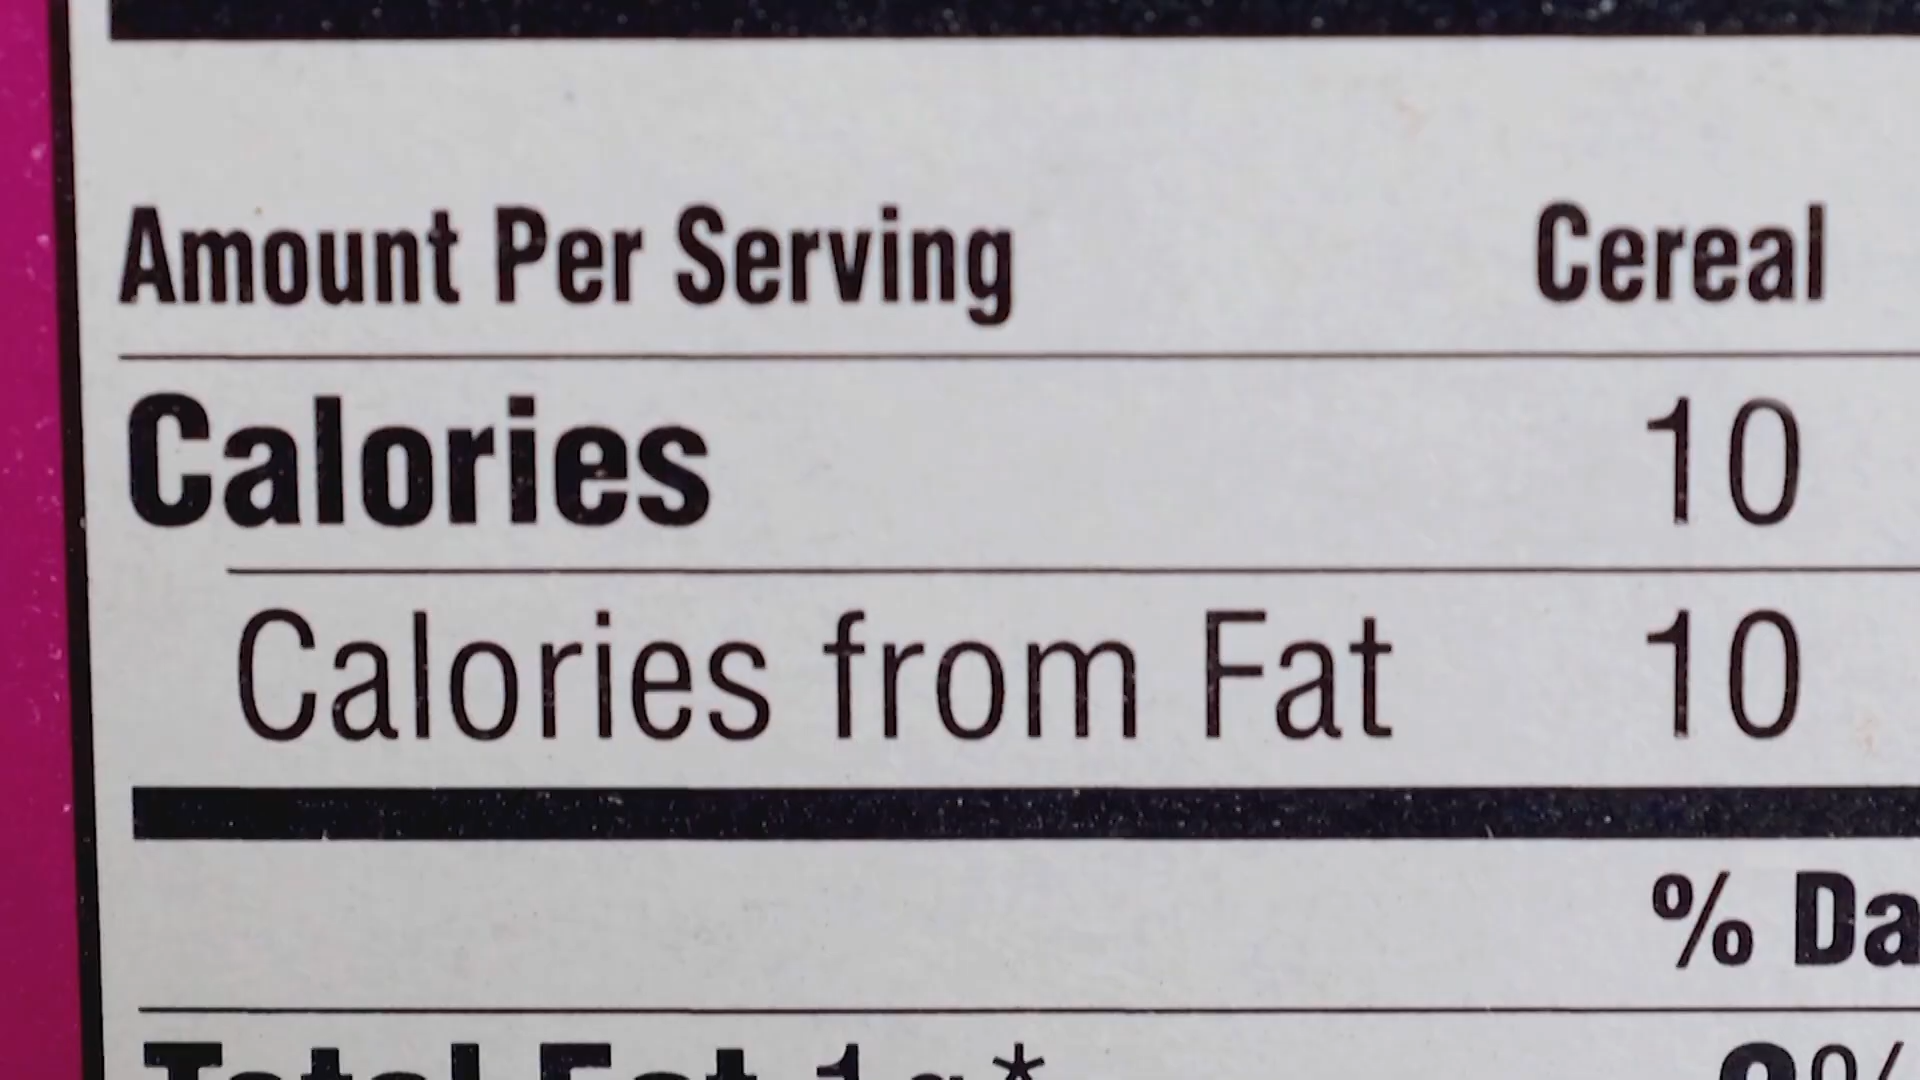 Amount Per Serving Cereal
Calories 10
Calories from Fat 10
% Da
Total Fat 1g*